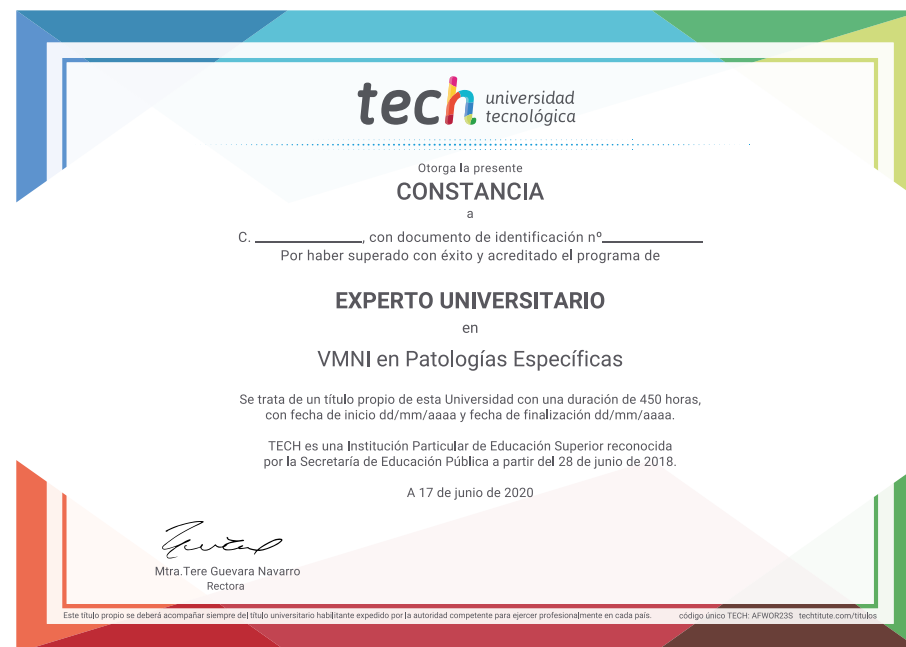 tech universidad
tecnológica
Otorga la presente
CONSTANCIA
a
C. ______________, con documento de identificación nº_____________
Por haber superado con éxito y acreditado el programa de
EXPERTO UNIVERSITARIO
en
VMNI en Patologías Específicas
Se trata de un título propio de esta Universidad con una duración de 450 horas,
con fecha de inicio dd/mm/aaaa y fecha de finalización dd/mm/aaaa.
TECH es una Institución Particular de Educación Superior reconocida
por la Secretaría de Educación Pública a partir del 28 de junio de 2018.
A 17 de junio de 2020
Mtra.Tere Guevara Navarro
Rectora
Este título propio se deberá acompañar siempre del título universitario habilitante expedido por la autoridad competente para ejercer profesionalmente en cada país. código único TECH: AFWOR23S techtitute.com/titulos